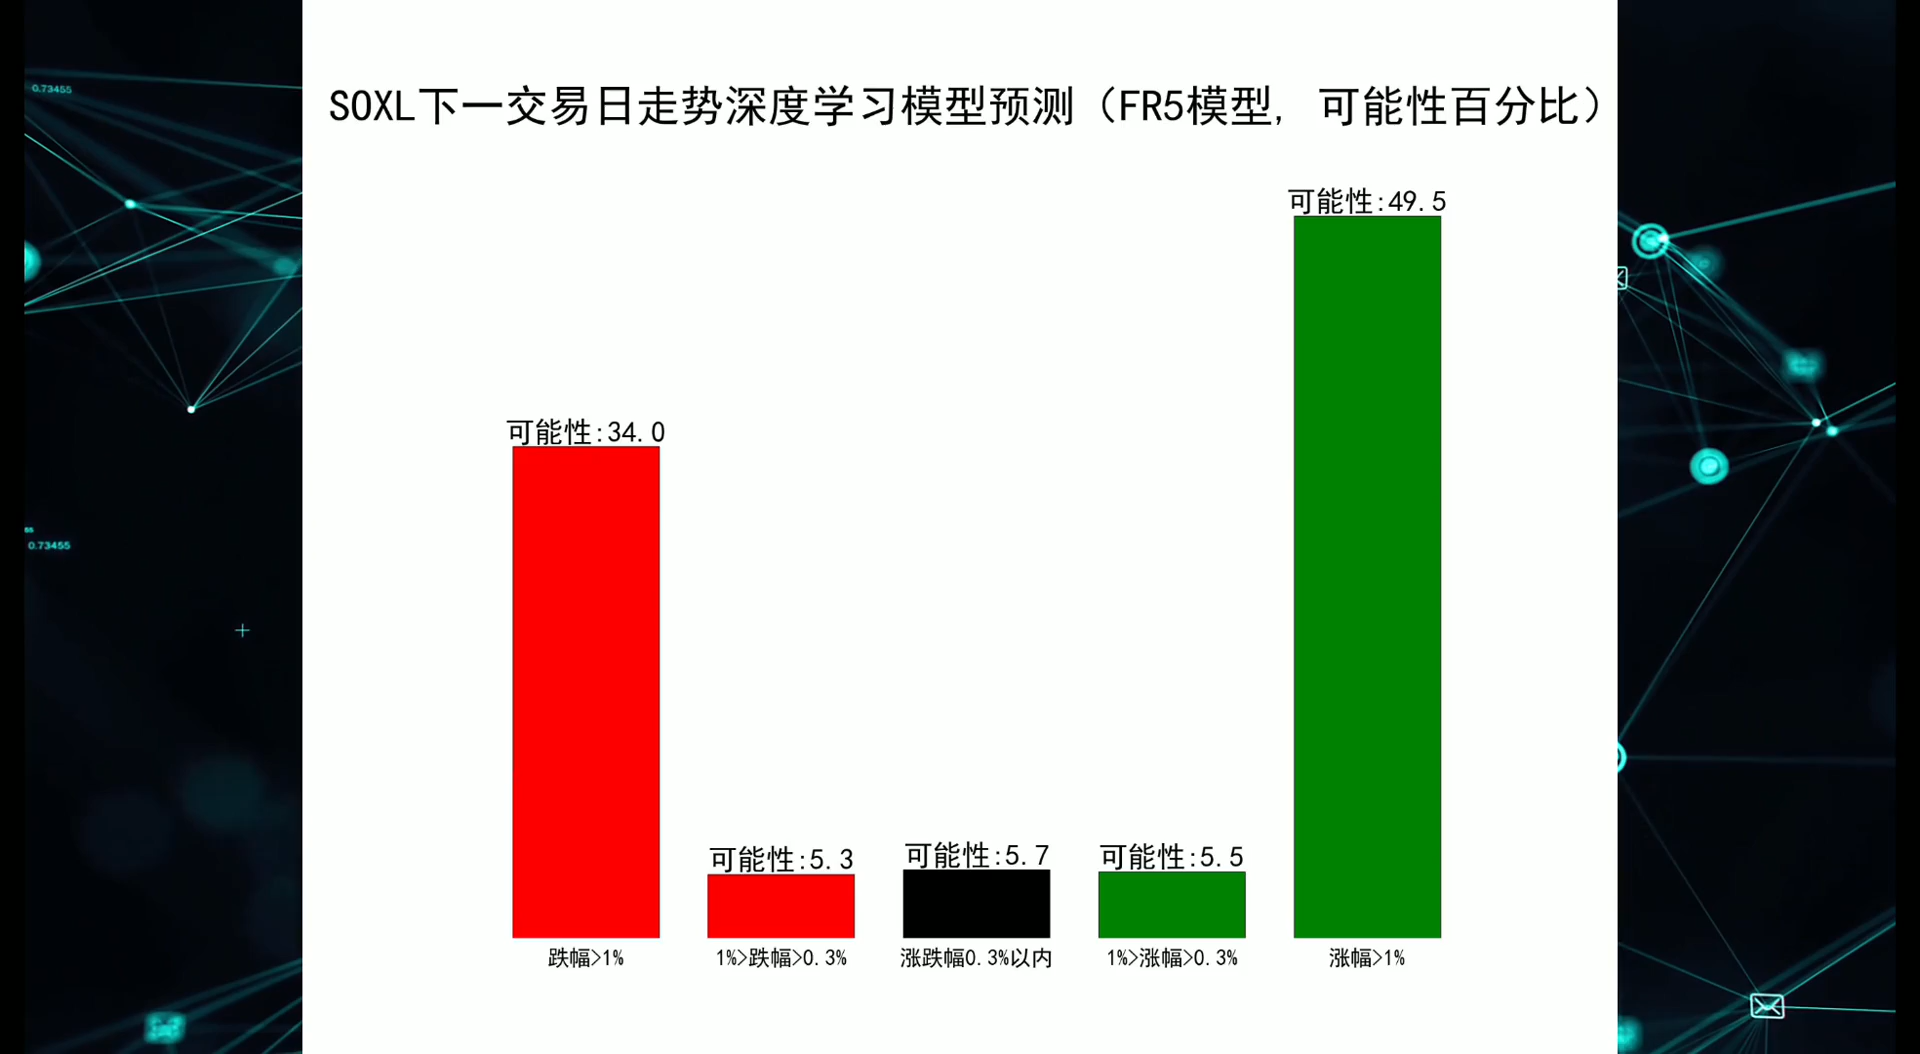 SOXL下一交易日走势深度学习模型预测（FR5模型, 可能性百分比）
0.73455
可能性:49.5
可能性:34.0
55
0.73455
可能性:5.3
可能性:5.7
可能性:5.5
跌幅>1%
1%>跌幅>0.3%
涨跌幅0.3%以内
1%>涨幅>0.3%
涨幅>1%